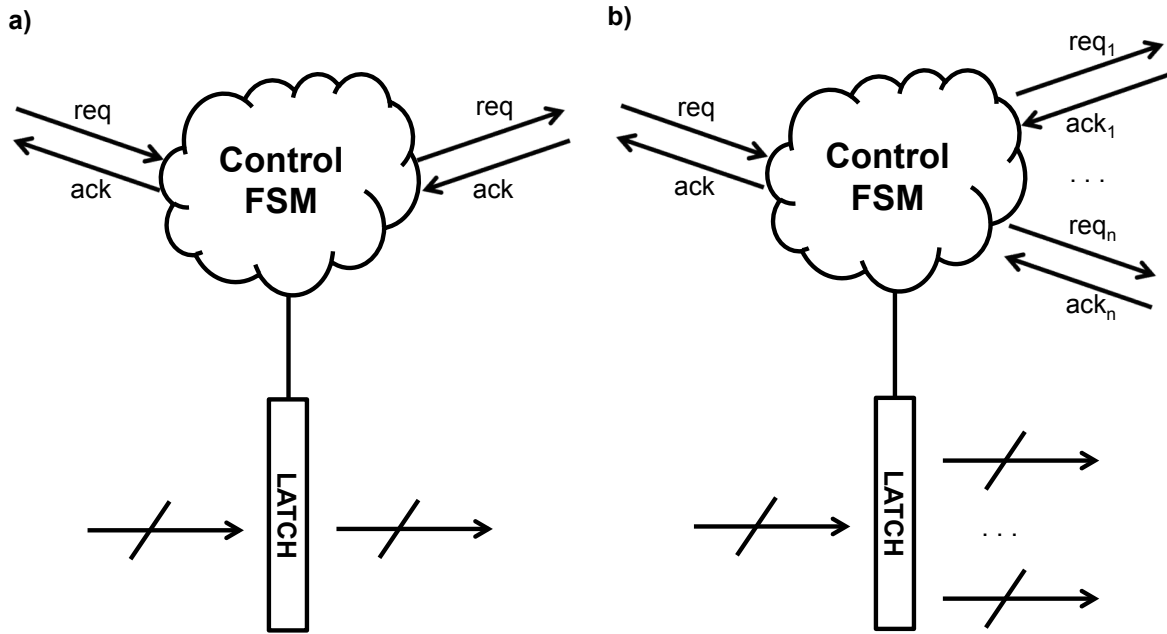 a)
req
ack
Control
FSM
req
ack
LATCH
b)
req
ack
Control
FSM
req₁
ack₁
. . .
reqₙ
ackₙ
LATCH
. . .